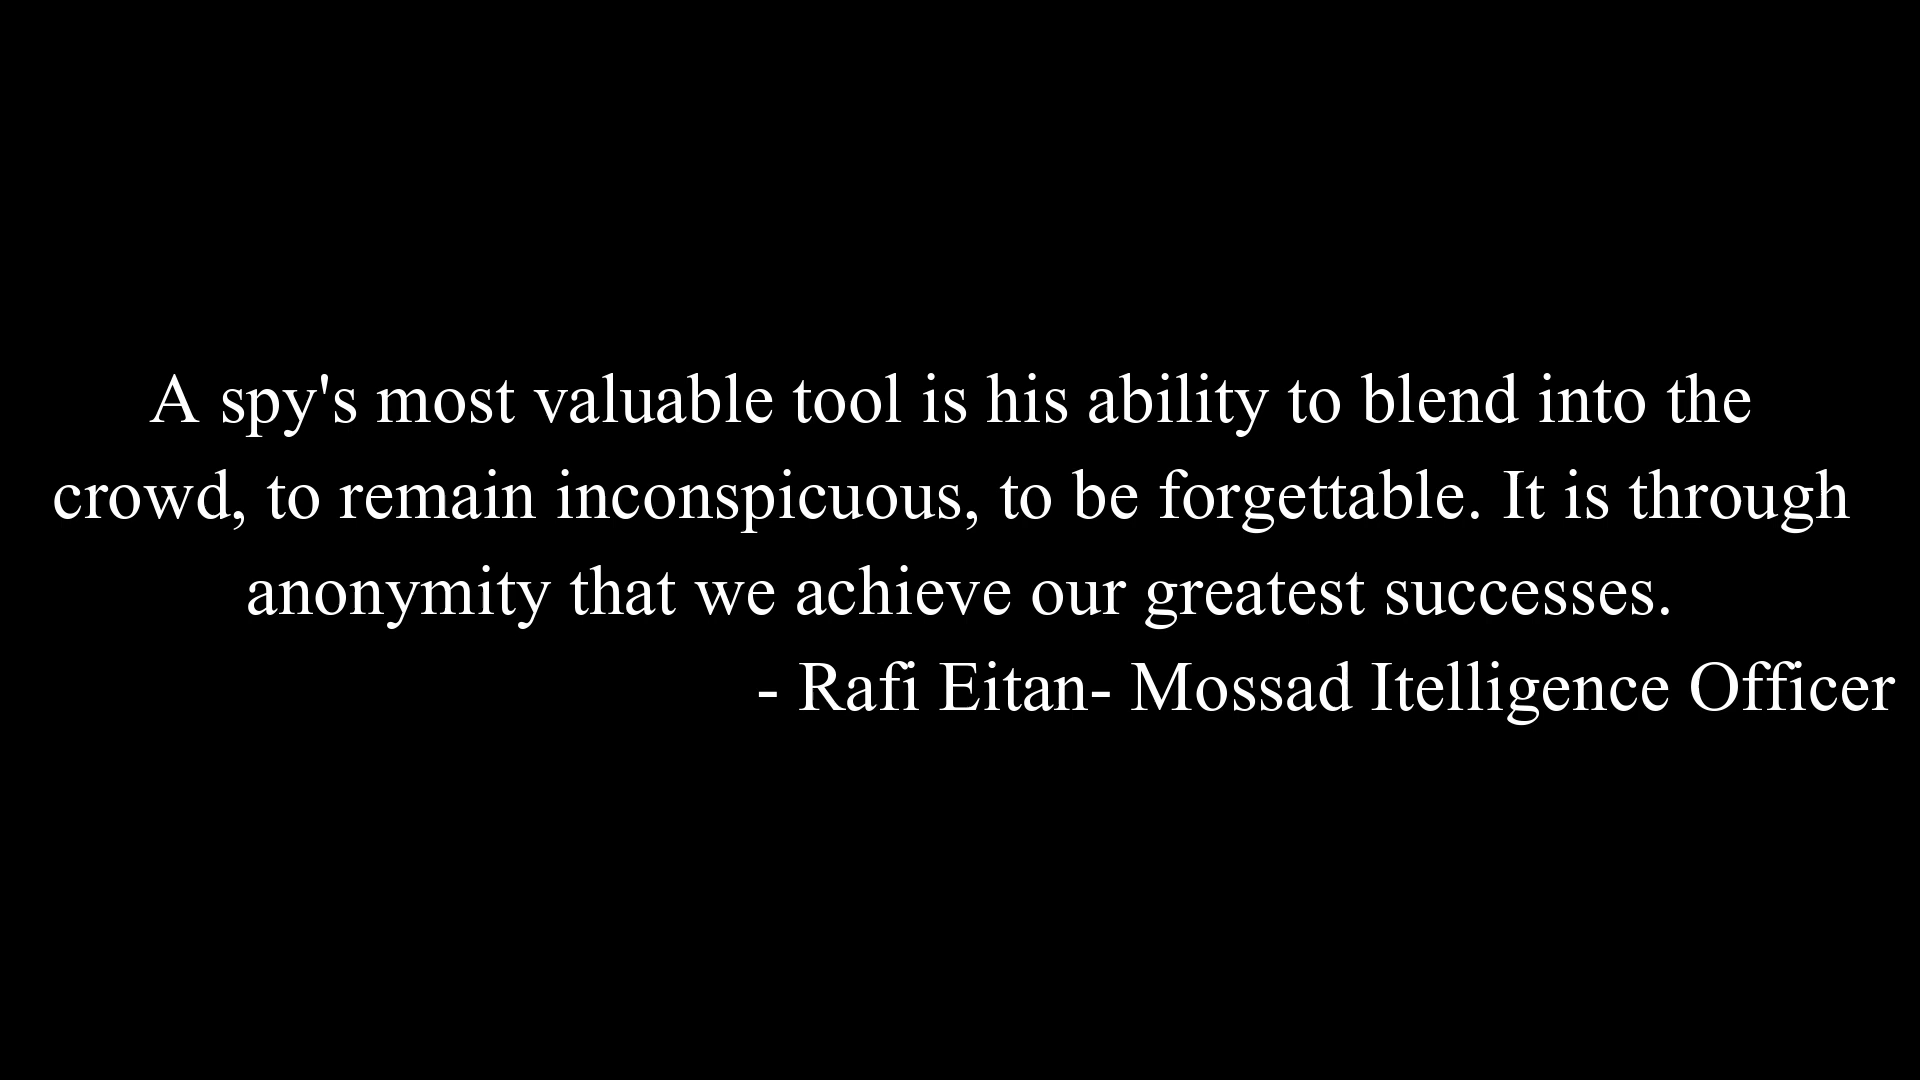 A spy's most valuable tool is his ability to blend into the
crowd, to remain inconspicuous, to be forgettable. It is through
anonymity that we achieve our greatest successes.
- Rafi Eitan- Mossad Itelligence Officer